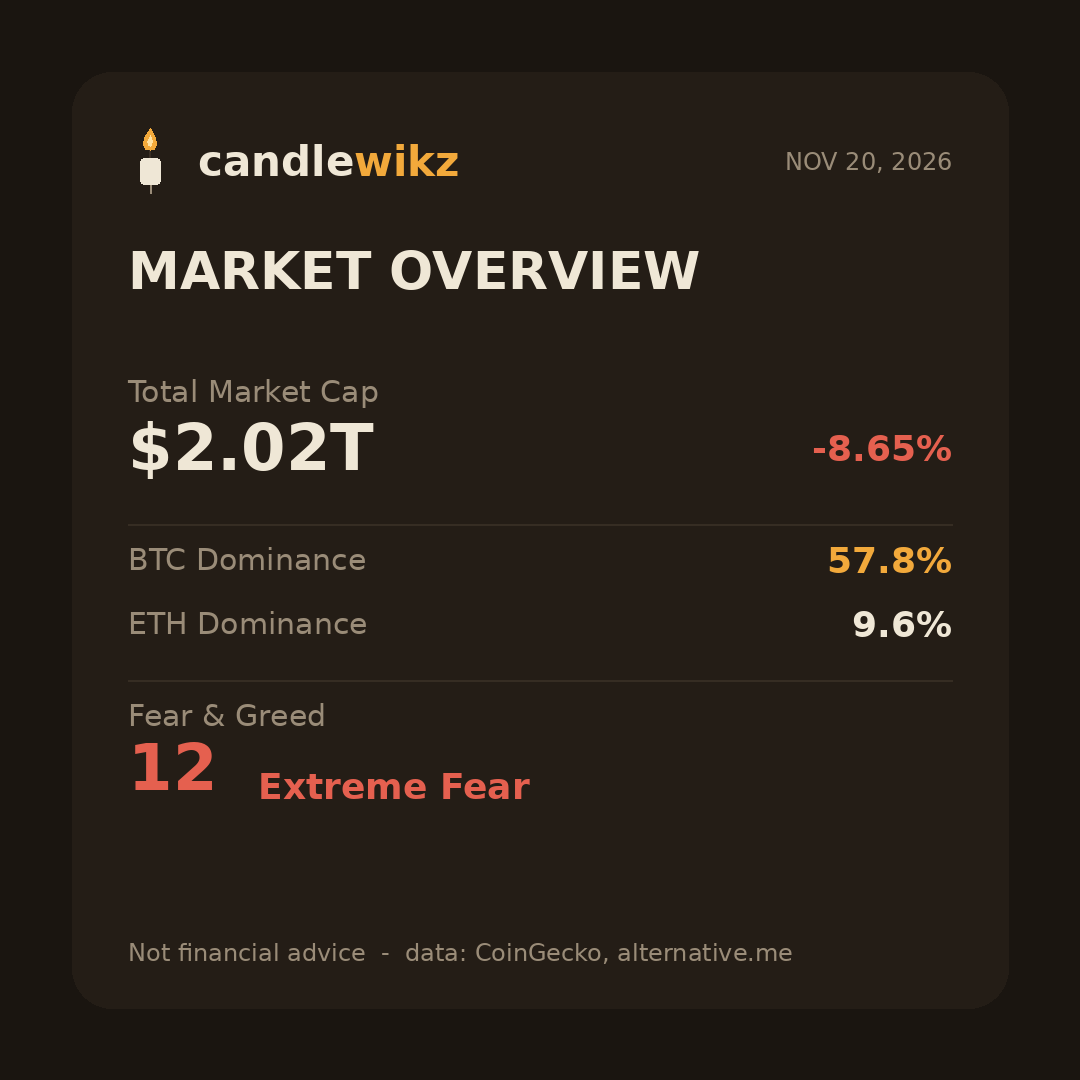 candlewikz
NOV 20, 2026
MARKET OVERVIEW
Total Market Cap
$2.02T
-8.65%
BTC Dominance
57.8%
ETH Dominance
9.6%
Fear & Greed
12 Extreme Fear
Not financial advice - data: CoinGecko, alternative.me